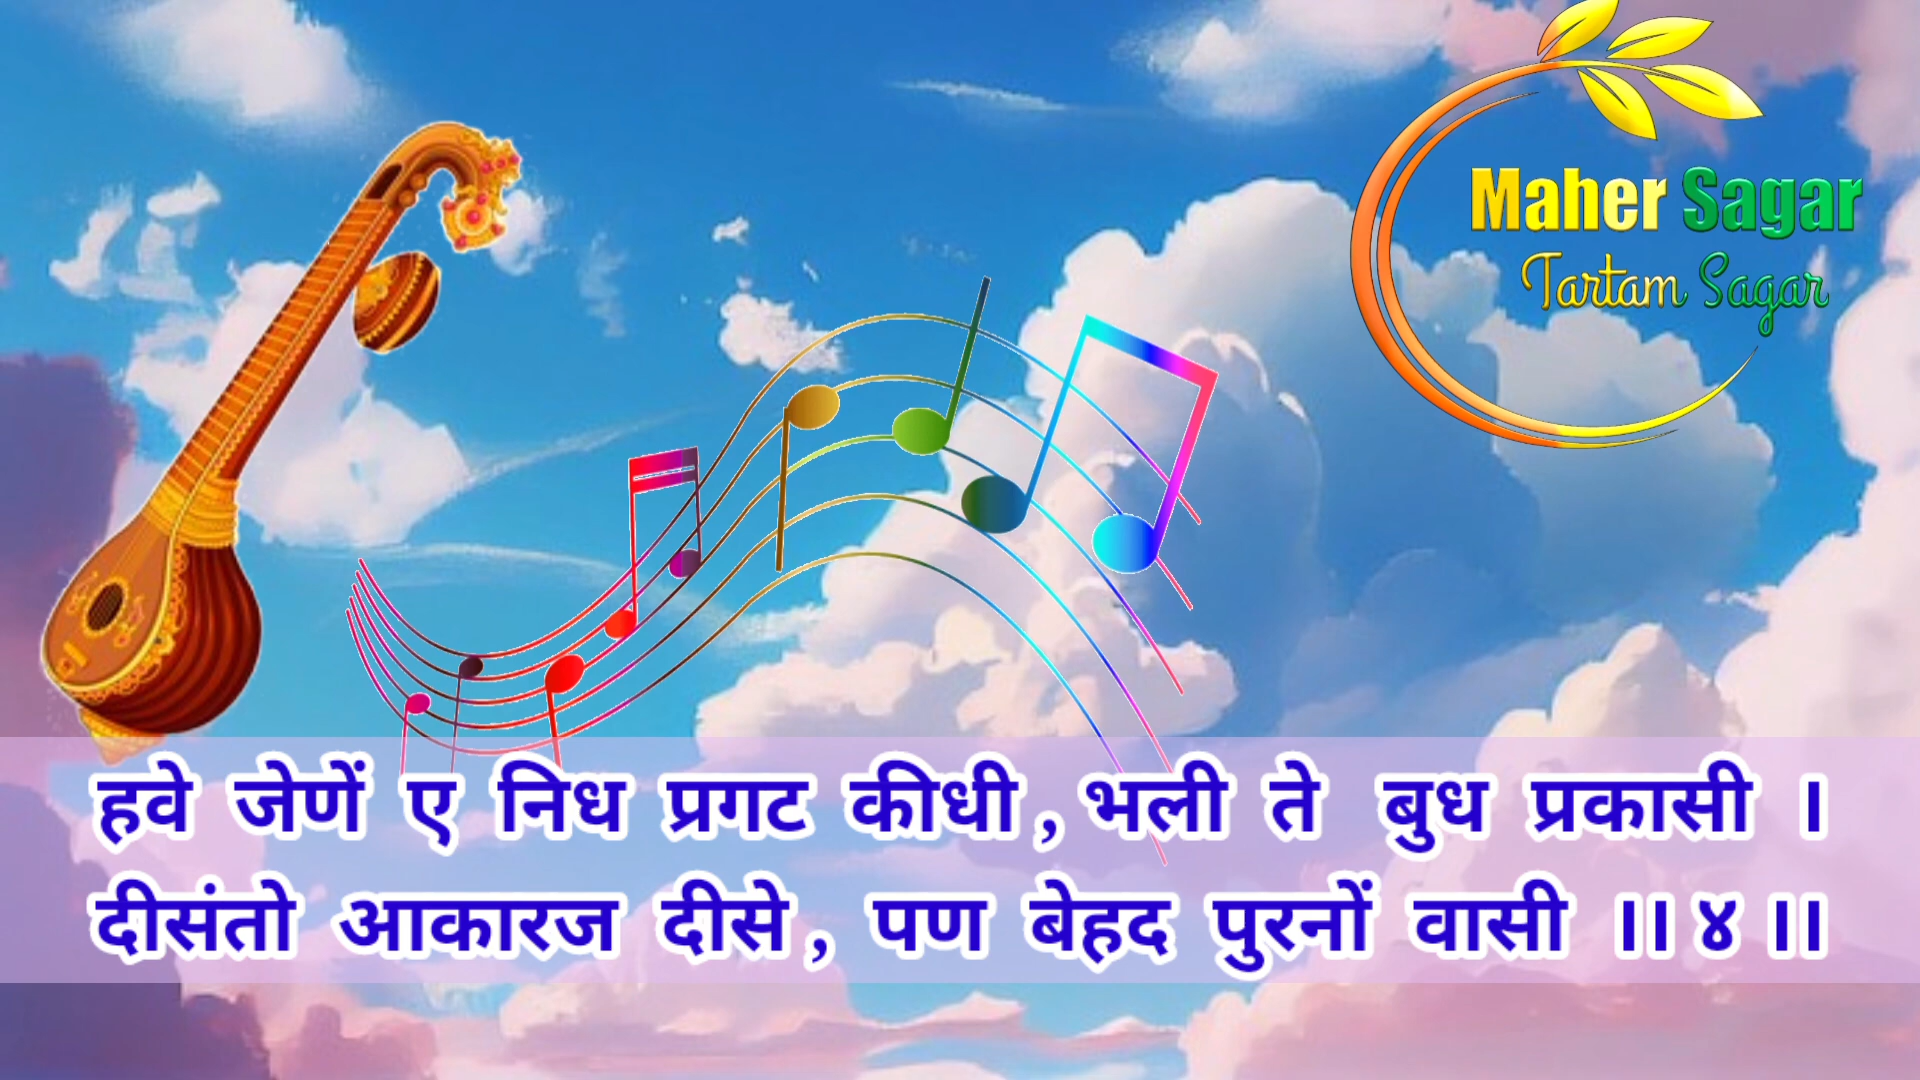 Maher Sagar
Tartam Sagar
हवे जेणें ए निध प्रगट कीधी, भली ते बुध प्रकासी ।
दीसंतो आकारज दीसे, पण बेहद पुरनों वासी ।। ४ ।।